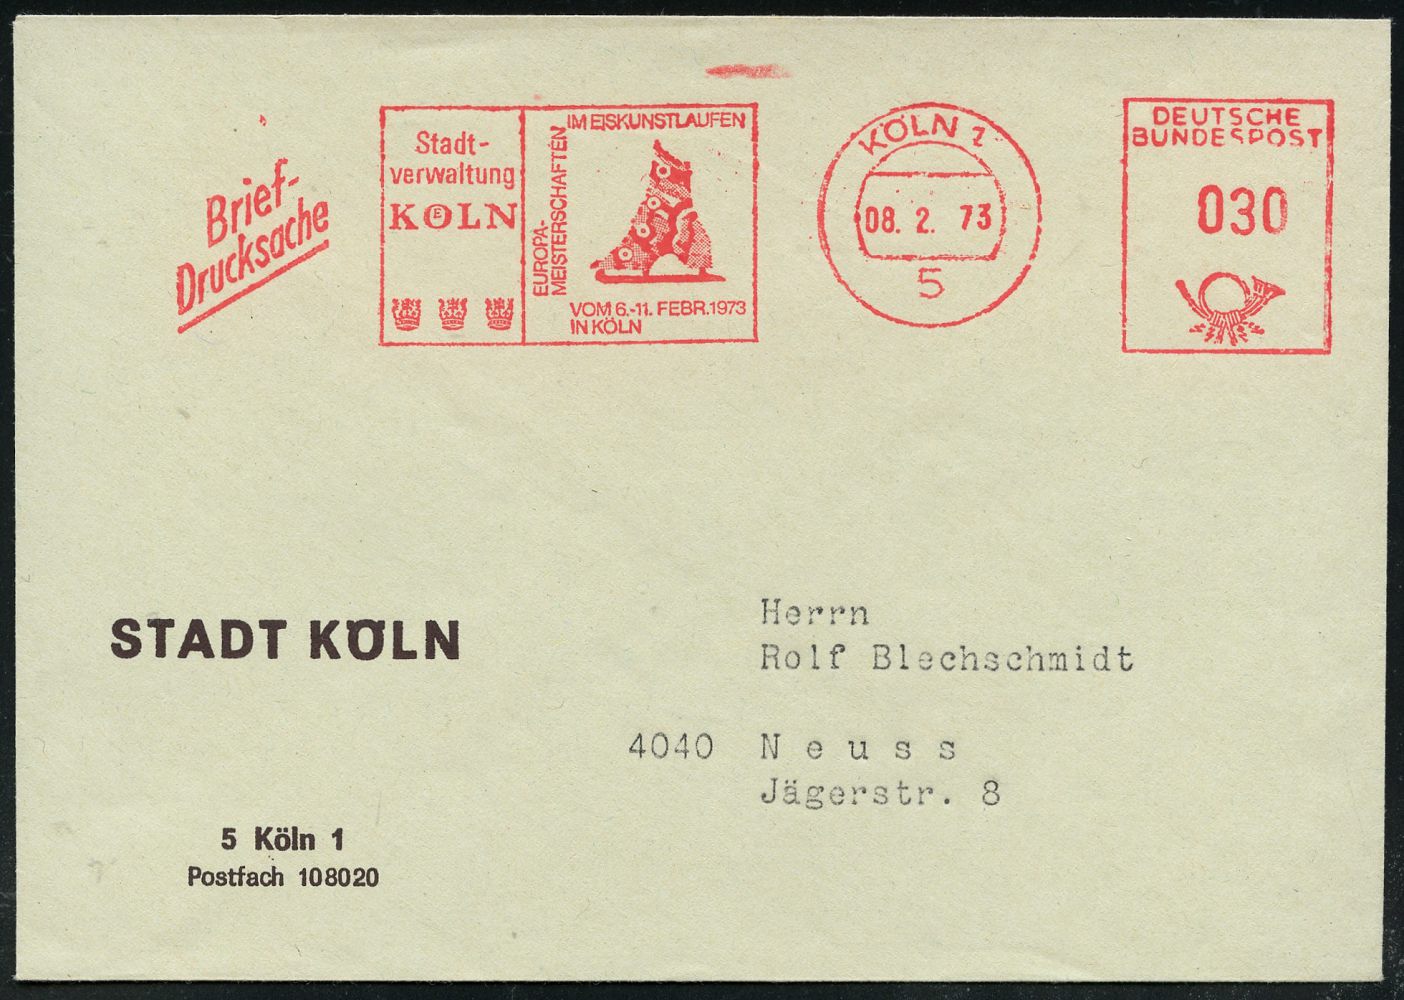 Brief-
Drucksache
Stadt-
verwaltung
KÖLN
EUROPA-
MEISTERSCHAFTEN
IM EISKUNSTLAUFEN
VOM 6.-11. FEBR. 1973
IN KÖLN
KÖLN 1
08. 2. 73
5
DEUTSCHE
BUNDESPOST
030
STADT KÖLN
5 Köln 1
Postfach 108020
Herrn
Rolf Blechschmidt
4040 Neuss
Jägerstr. 8